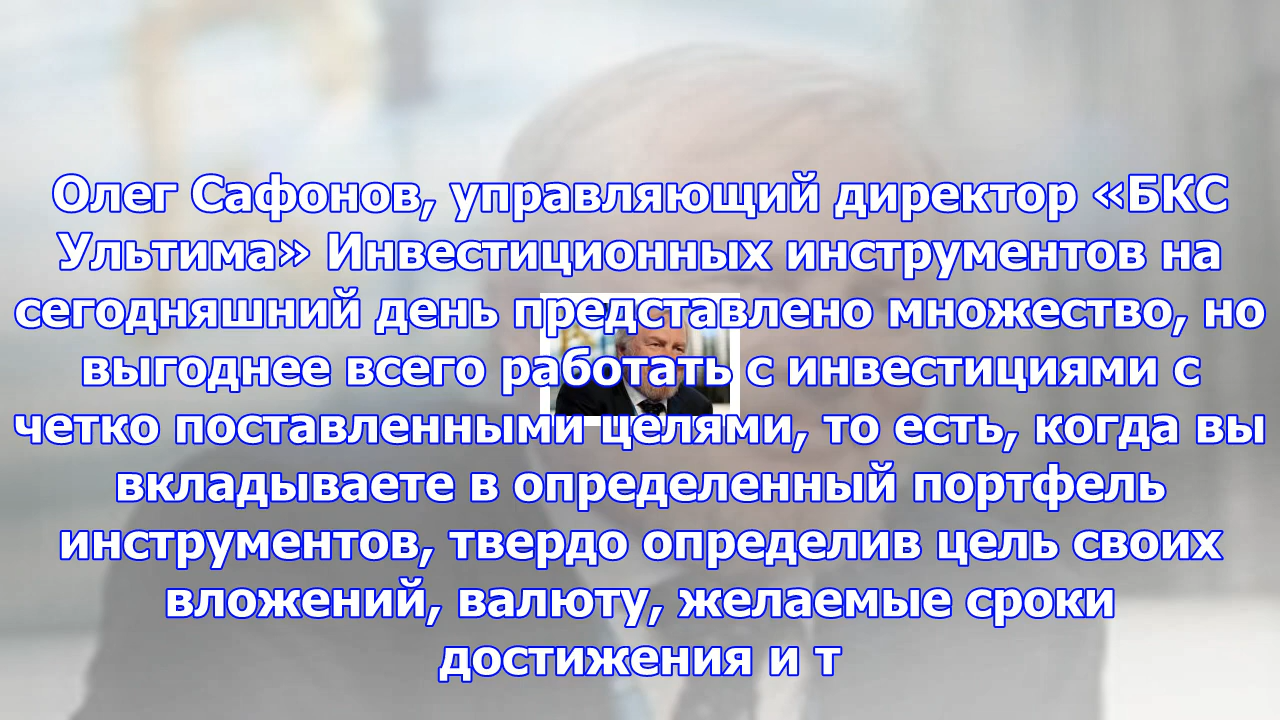 Олег Сафонов, управляющий директор «БКС
Ультима» Инвестиционных инструментов на
сегодняшний день представлено множество, но
выгоднее всего работать с инвестициями с
четко поставленными целями, то есть, когда вы
вкладываете в определенный портфель
инструментов, твердо определив цель своих
вложений, валюту, желаемые сроки
достижения и т